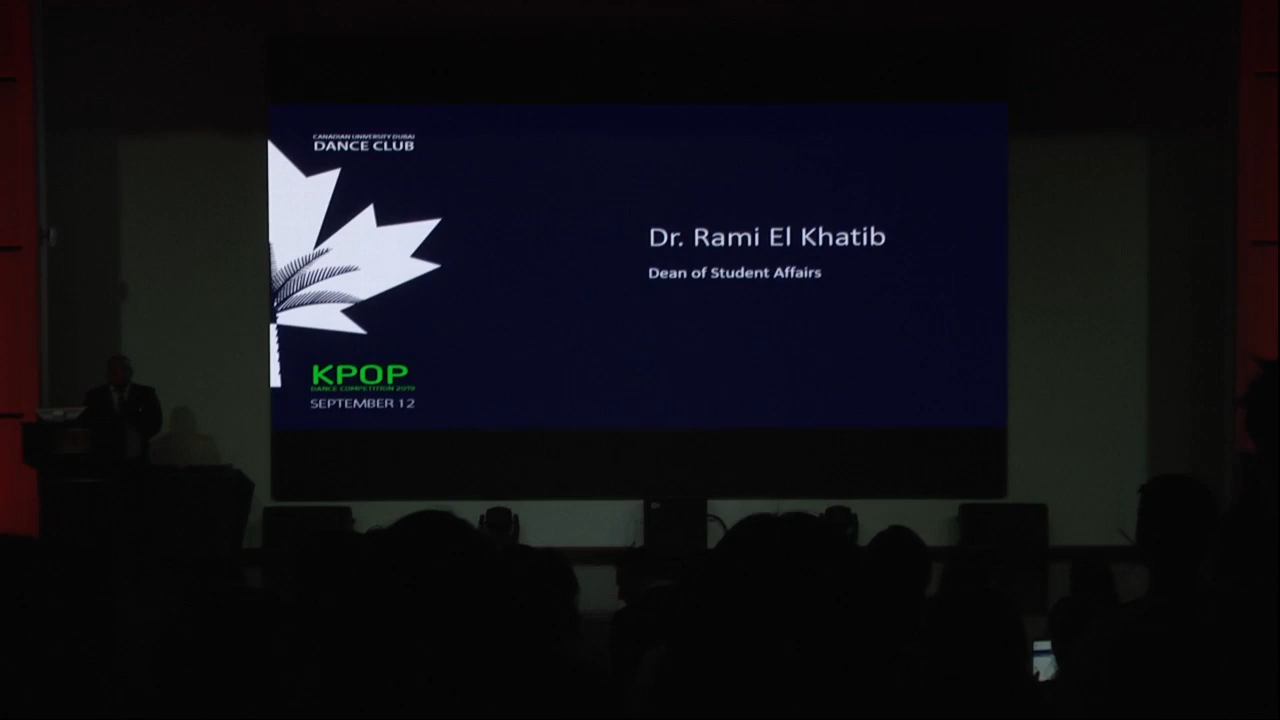 CANADIAN UNIVERSITY DUBAI
DANCE CLUB
Dr. Rami El Khatib
Dean of Student Affairs
KPOP
DANCE COMPETITION 2019
SEPTEMBER 12